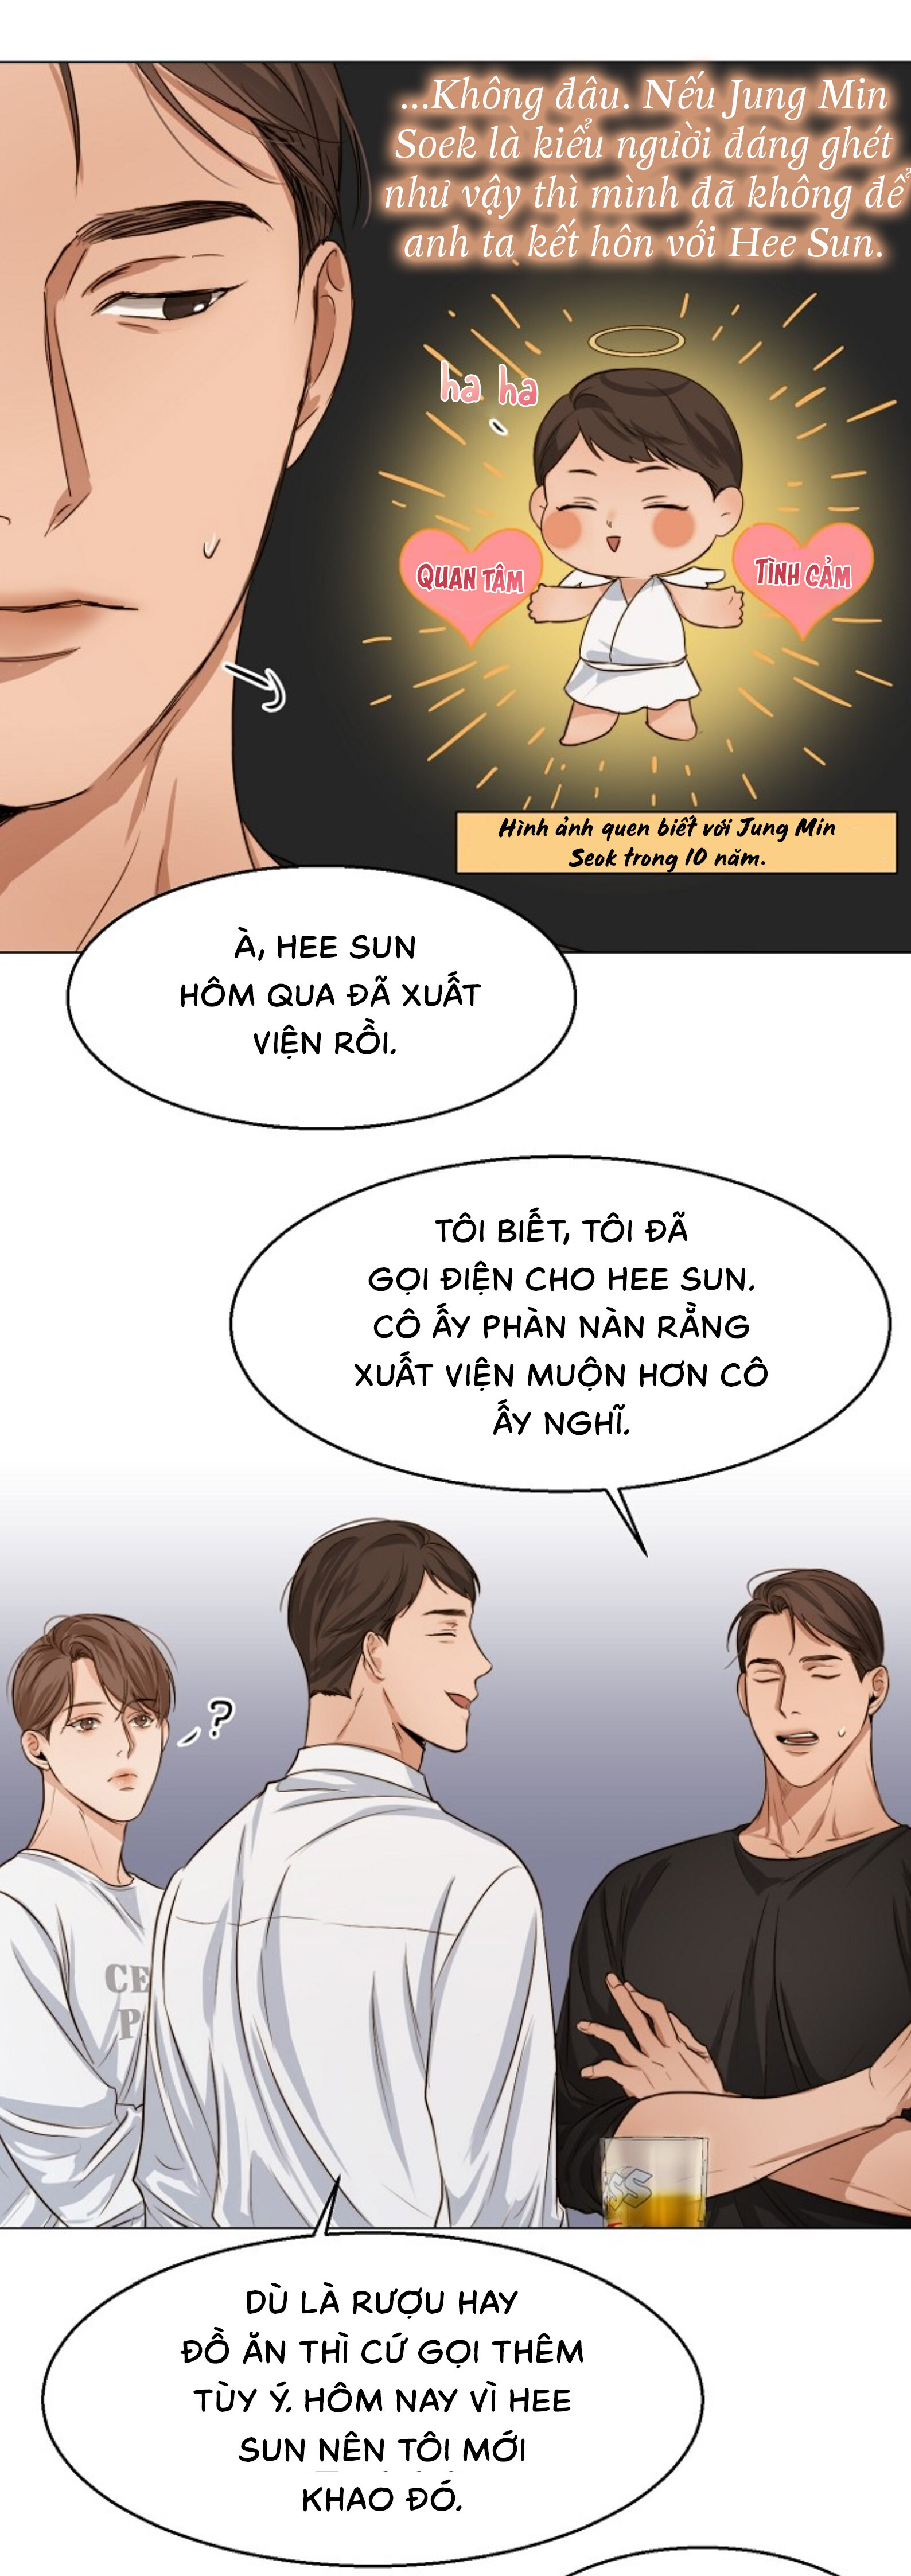 ...Không đâu. Nếu Jung Min
Soek là kiểu người đáng ghét
như vậy thì mình đã không để
anh ta kết hôn với Hee Sun.
ha ha
QUAN TÂM
TÌNH CẢM
Hình ảnh quen biết với Jung Min
Seok trong 10 năm.
À, HEE SUN
HÔM QUA ĐÃ XUẤT
VIỆN RỒI.
TÔI BIẾT, TÔI ĐÃ
GỌI ĐIỆN CHO HEE SUN.
CÔ ẤY PHÀN NÀN RẰNG
XUẤT VIỆN MUỘN HƠN CÔ
ẤY NGHĨ.
?
CE
P
DÙ LÀ RƯỢU HAY
ĐỒ ĂN THÌ CỨ GỌI THÊM
TÙY Ý. HÔM NAY VÌ HEE
SUN NÊN TÔI MỚI
KHAO ĐÓ.